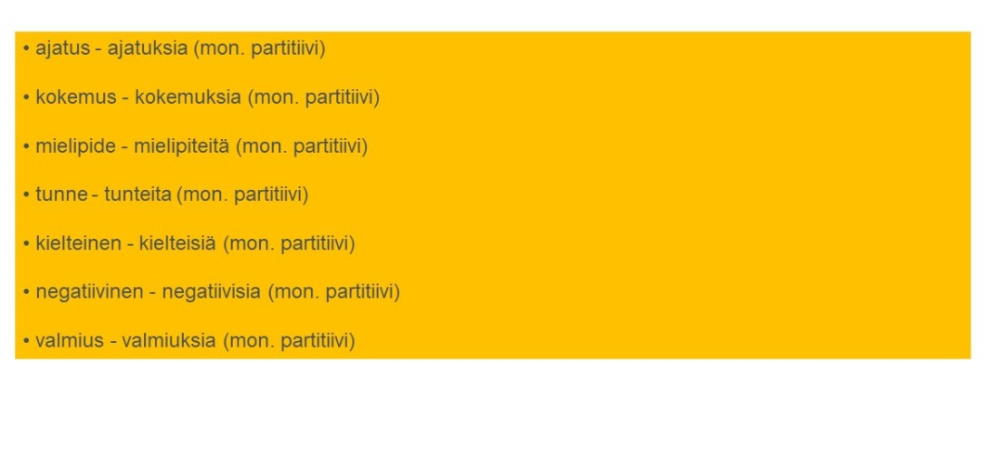 • ajatus - ajatuksia (mon. partitiivi)
• kokemus - kokemuksia (mon. partitiivi)
• mielipide - mielipiteitä (mon. partitiivi)
• tunne - tunteita (mon. partitiivi)
• kielteinen - kielteisiä (mon. partitiivi)
• negatiivinen - negatiivisia (mon. partitiivi)
• valmius - valmiuksia (mon. partitiivi)